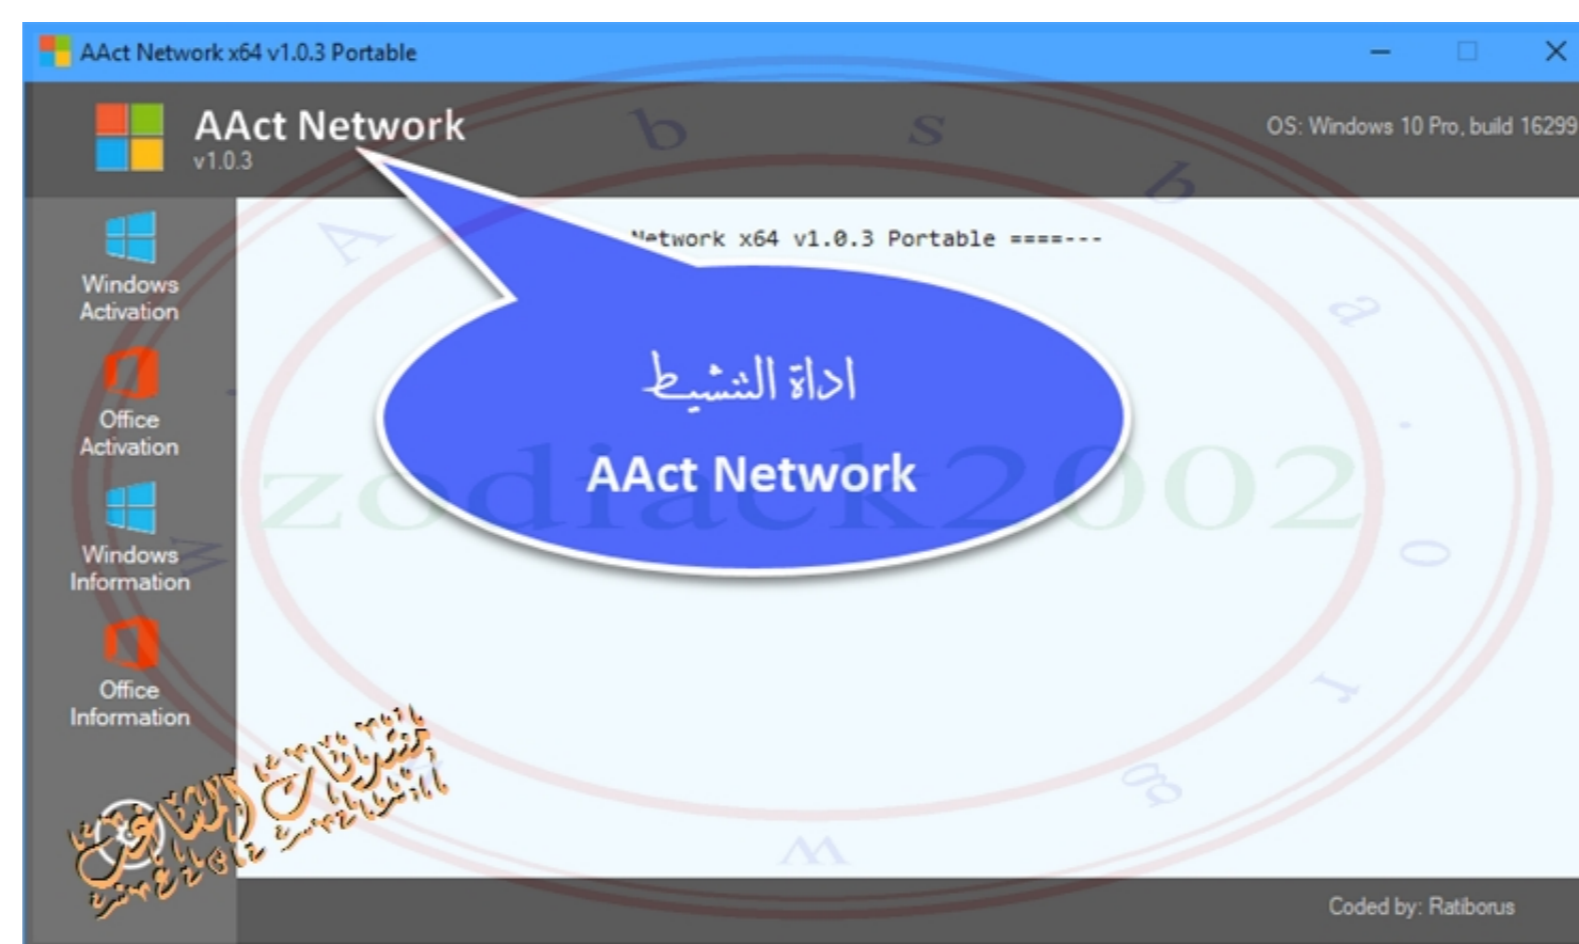 AAct Network x64 v1.0.3 Portable
AAct Network
v1.0.3
OS: Windows 10 Pro, build 16299
Network x64 v1.0.3 Portable ====---
Windows
Activation
Office
Activation
Windows
Information
Office
Information
اداة التنشيط
AAct Network
zodiack2002
Coded by: Ratiborus